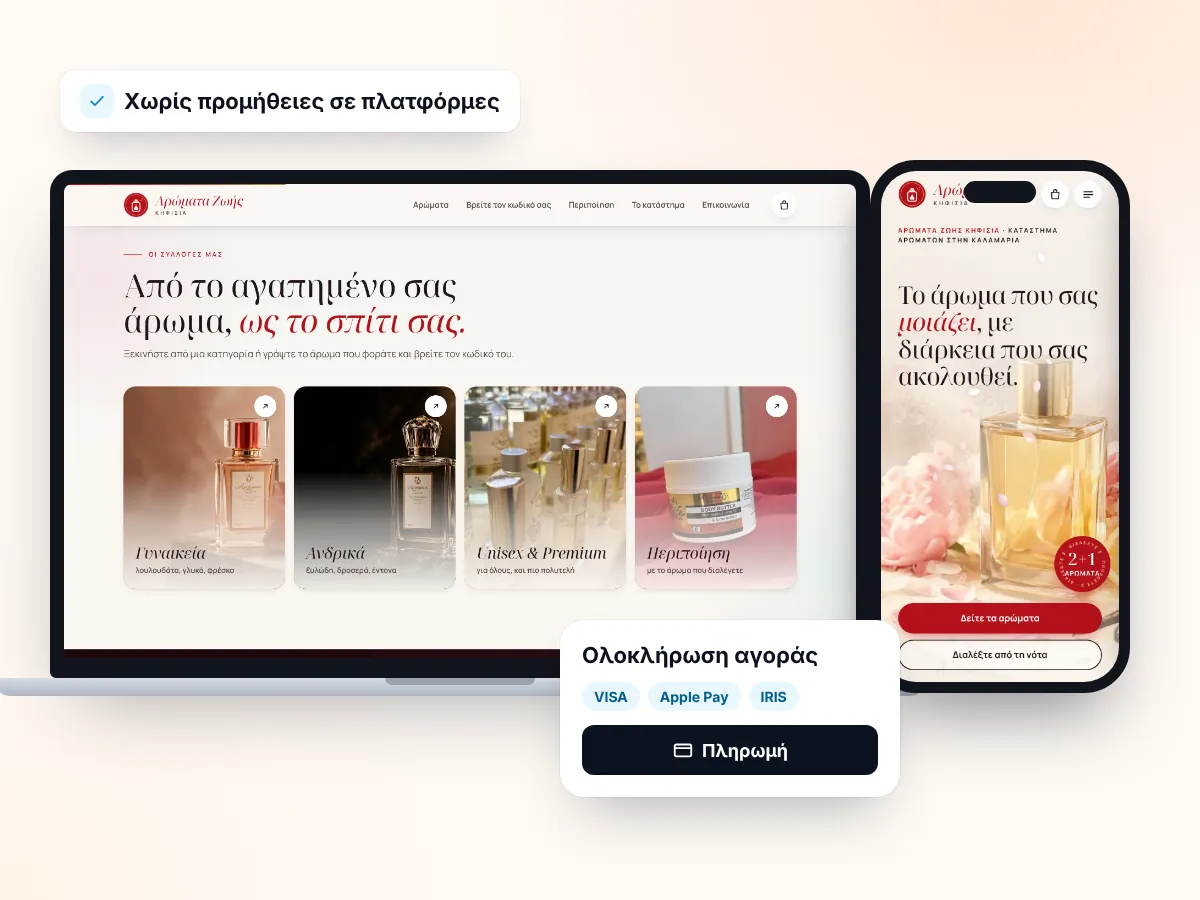 Χωρίς προμήθειες σε πλατφόρμες
Αρώματα Ζωής
ΚΗΦΙΣΙΑ
Αρώματα
Βρείτε τον κωδικό σας
Περιποίηση
Το κατάστημα
Επικοινωνία
ΟΙ ΣΥΛΛΟΓΕΣ ΜΑΣ
Από το αγαπημένο σας
άρωμα, ως το σπίτι σας.
Ξεκινήστε από μια κατηγορία ή γράψτε το άρωμα που φοράτε και βρείτε τον κωδικό του.
Γυναικεία
λουλουδάτα, γλυκά, φρέσκα
Ανδρικά
ξυλώδη, δροσερά, έντονα
Unisex & Premium
για όλους, και πιο πολυτελή
BODY BUTTER
Περιποίηση
με το άρωμα που διαλέγετε
Αρώ
ΚΗΦΙΣΙΑ
ΑΡΩΜΑΤΑ ΖΩΗΣ ΚΗΦΙΣΙΑ · ΚΑΤΑΣΤΗΜΑ
ΑΡΩΜΑΤΩΝ ΣΤΗΝ ΚΑΛΑΜΑΡΙΑ
Το άρωμα που σας
μοιάζει, με
διάρκεια που σας
ακολουθεί.
2+1
ΑΡΩΜΑΤΑ
Δείτε τα αρώματα
Διαλέξτε από τη νότα
Ολοκλήρωση αγοράς
VISA
Apple Pay
IRIS
Πληρωμή